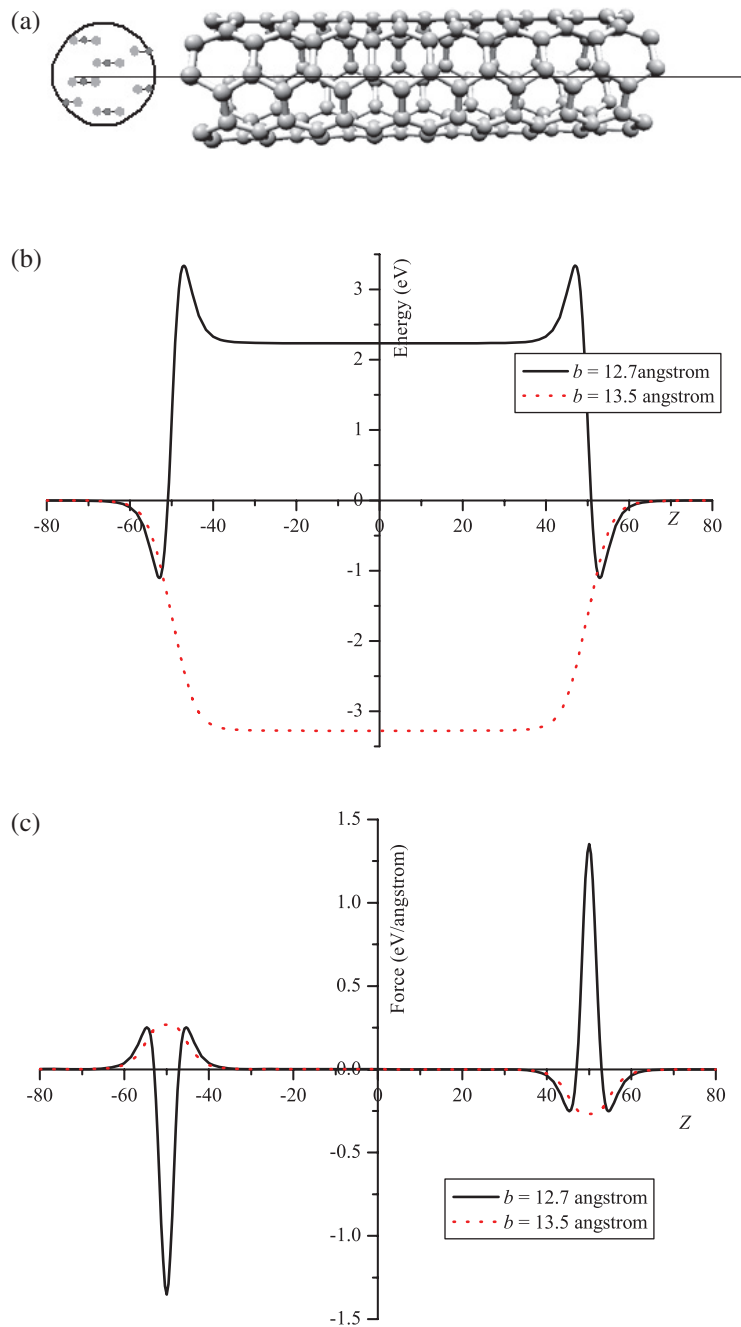 (a)
(b)
3
2
1
0
-1
-2
-3
Energy (eV)
-80
-60
-40
-20
0
20
40
60
80
Z
b = 12.7angstrom
b = 13.5 angstrom
(c)
1.5
1.0
0.5
0.0
-0.5
-1.0
-1.5
Force (eV/angstrom)
-80
-60
-40
-20
0
20
40
60
80
Z
b = 12.7 angstrom
b = 13.5 angstrom